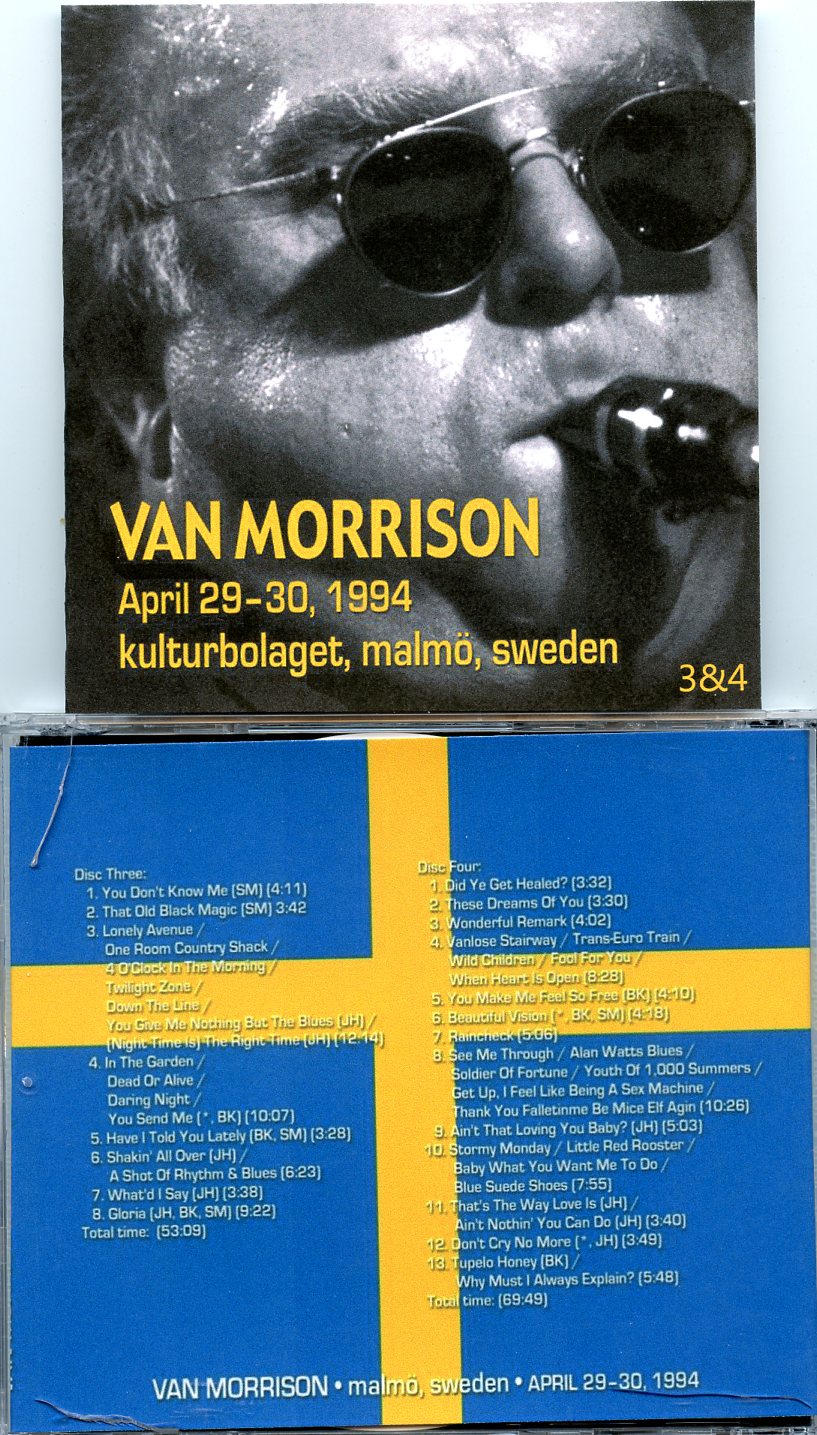 VAN MORRISON
April 29-30, 1994
kulturbolaget, malmö, sweden
3&4
Disc Three:
1. You Don't Know Me (SM) (4:11)
2. That Old Black Magic (SM) 3:42
3. Lonely Avenue /
One Room Country Shack /
4 O'Clock In The Morning /
Twilight Zone /
Down The Line /
You Give Me Nothing But The Blues (JH) /
(Night Time Is) The Right Time (JH) (12:14)
4. In The Garden /
Dead Or Alive /
Daring Night /
You Send Me (*, BK) (10:07)
5. Have I Told You Lately (BK, SM) (3:28)
6. Shakin' All Over (JH) /
A Shot Of Rhythm & Blues (6:23)
7. What'd I Say (JH) (3:38)
8. Gloria (JH, BK, SM) (9:22)
Total time: (53:09)
Disc Four:
1. Did Ye Get Healed? (3:32)
2. These Dreams Of You (3:30)
3. Wonderful Remark (4:02)
4. Vanlose Stairway / Trans-Euro Train /
Wild Children / Fool For You /
When Heart Is Open (8:28)
5. You Make Me Feel So Free (BK) (4:10)
6. Beautiful Vision (*, BK, SM) (4:18)
7. Raincheck (5:06)
8. See Me Through / Alan Watts Blues /
Soldier Of Fortune / Youth Of 1,000 Summers /
Get Up, I Feel Like Being A Sex Machine /
Thank You Falletinme Be Mice Elf Agin (10:26)
9. Ain't That Loving You Baby? (JH) (5:03)
10. Stormy Monday / Little Red Rooster /
Baby What You Want Me To Do /
Blue Suede Shoes (7:55)
11. That's The Way Love Is (JH) /
Ain't Nothin' You Can Do (JH) (3:40)
12. Don't Cry No More (*, JH) (3:49)
13. Tupelo Honey (BK) /
Why Must I Always Explain? (5:48)
Total time: (69:49)
VAN MORRISON • malmö, sweden • APRIL 29-30, 1994